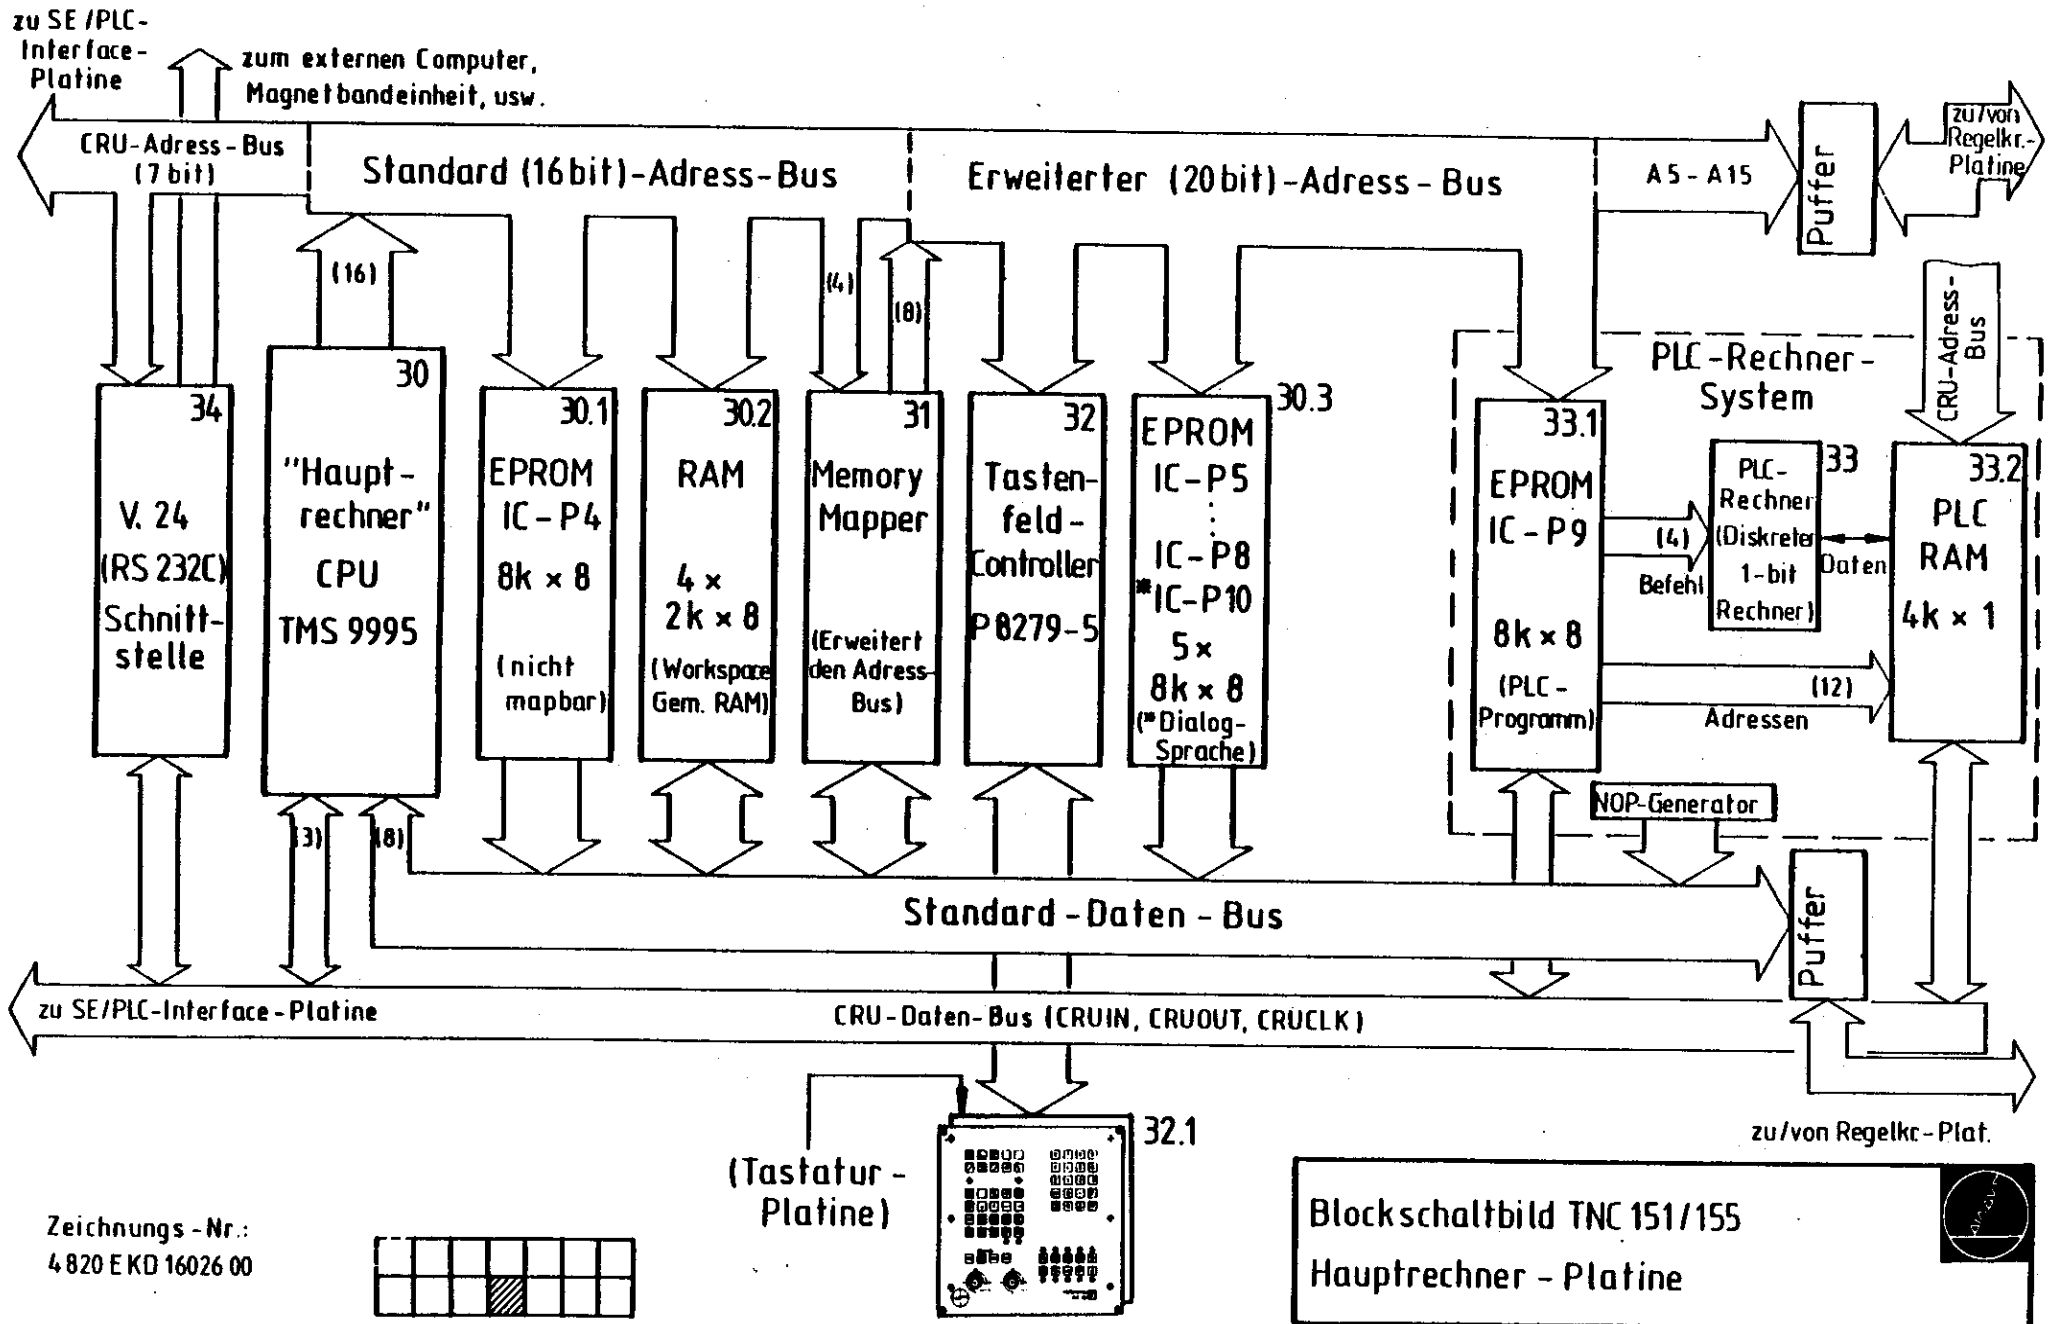 zu SE/PLC-
Interface-
Platine
zum externen Computer,
Magnetbandeinheit, usw.
CRU-Adress-Bus
(7 bit)
Standard (16bit)-Adress-Bus
Erweiterter (20bit)-Adress-Bus
A5-A15
Puffer
zu/von
Regelkr.-
Platine
(16)
(4)
(8)
CRU-Adress-
Bus
34
V. 24
(RS 232C)
Schnitt-
stelle
30
"Haupt-
rechner"
CPU
TMS 9995
30.1
EPROM
IC-P4
8k × 8
(nicht
mapbar)
30.2
RAM
4 ×
2k × 8
(Workspace
Gem. RAM)
31
Memory
Mapper
(Erweitert
den Adress-
Bus)
32
Tasten-
feld-
Controller
P8279-5
30.3
EPROM
IC-P5
⋮
IC-P8
*IC-P10
5 ×
8k × 8
(*Dialog-
Sprache)
PLC-Rechner-
System
33.1
EPROM
IC-P9
8k × 8
(PLC-
Programm)
(4)
Befehl
33
PLC-
Rechner
(Diskreter
1-bit
Rechner)
Daten
33.2
PLC
RAM
4k × 1
(12)
Adressen
NOP-Generator
(3)
(8)
Standard-Daten-Bus
Puffer
zu SE/PLC-Interface-Platine
CRU-Daten-Bus (CRUIN, CRUOUT, CRUCLK)
zu/von Regelkr-Plat.
(Tastatur-
Platine)
32.1
Zeichnungs-Nr.:
4 820 EKD 16026 00
Blockschaltbild TNC 151/155
Hauptrechner-Platine